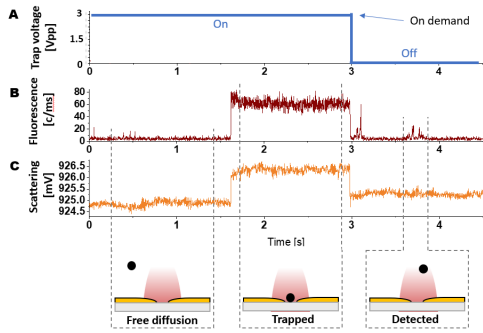 A
Trap voltage
[Vpp]
3
2
1
0
On
On demand
Off
0
1
2
3
4
B
Fluorescence
[c/ms]
80
60
40
20
0
0
1
2
3
4
C
Scattering
[mV]
926.5
926.0
925.5
925.0
924.5
0
1
2
3
4
Time [s]
Free diffusion
Trapped
Detected